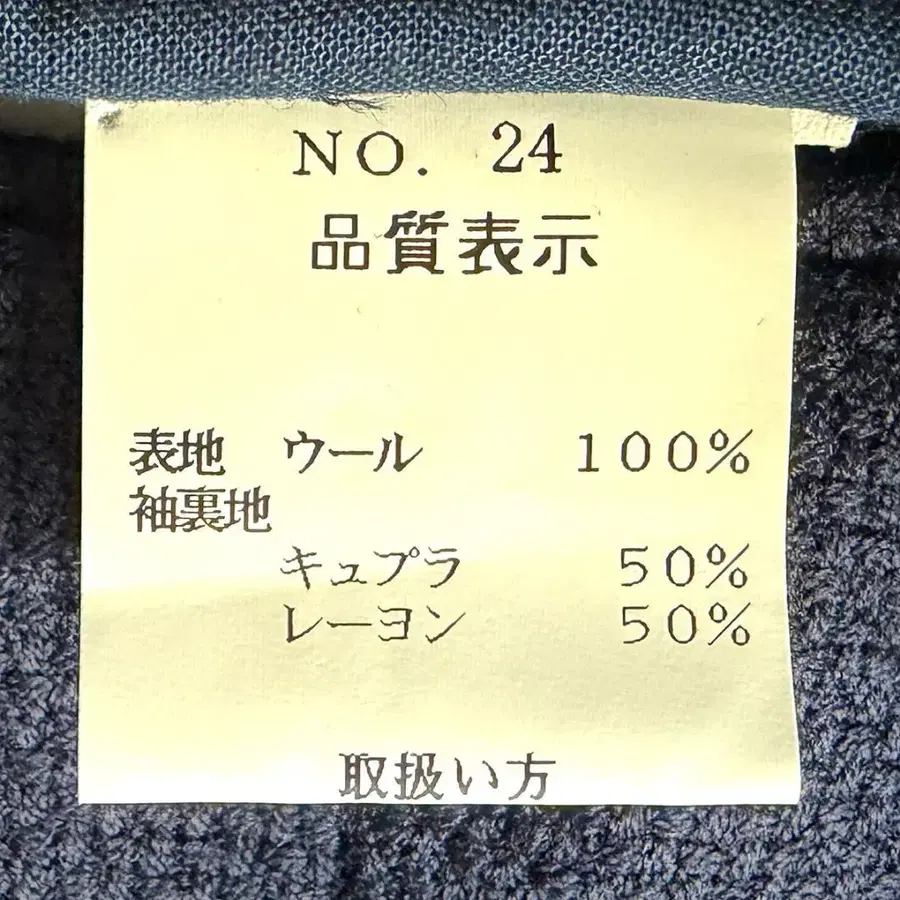 NO. 24
品質表示
表地 ウール 100%
袖裏地
キュプラ 50%
レーヨン 50%
取扱い方